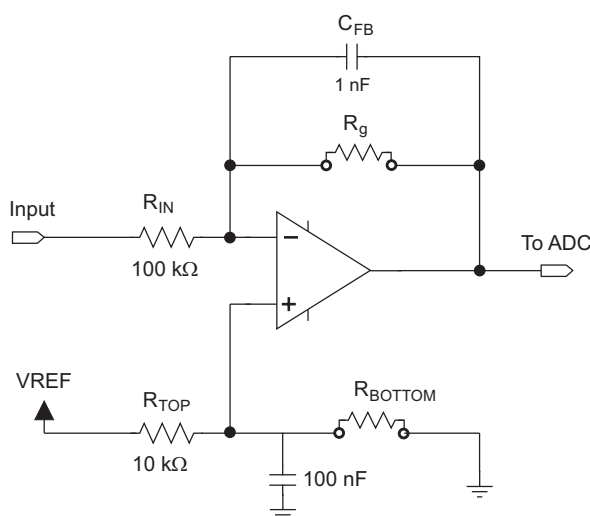 C_FB
1 nF
R_g
Input
R_IN
100 kΩ
−
+
To ADC
VREF
R_TOP
10 kΩ
R_BOTTOM
100 nF